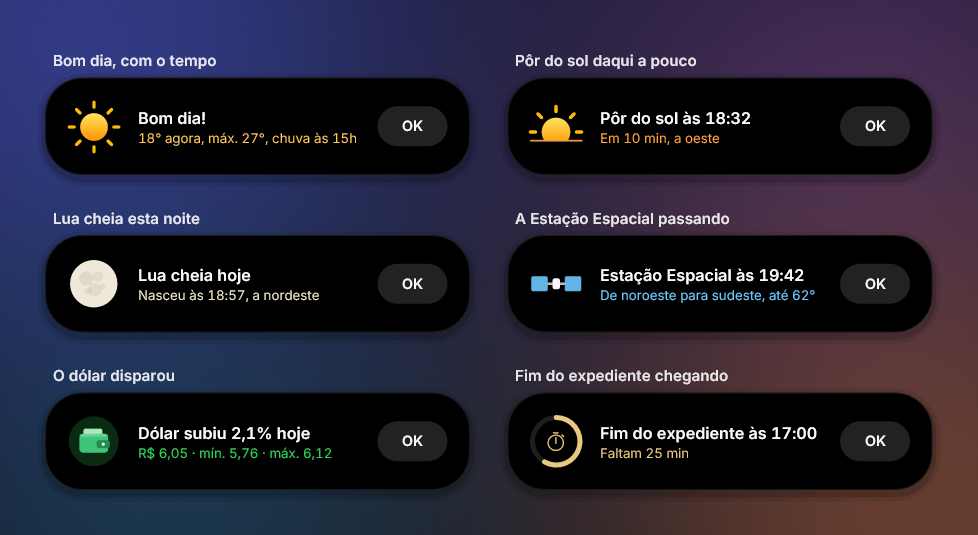 Bom dia, com o tempo
Bom dia!
18° agora, máx. 27°, chuva às 15h
OK
Pôr do sol daqui a pouco
Pôr do sol às 18:32
Em 10 min, a oeste
OK
Lua cheia esta noite
Lua cheia hoje
Nasceu às 18:57, a nordeste
OK
A Estação Espacial passando
Estação Espacial às 19:42
De noroeste para sudeste, até 62°
OK
O dólar disparou
Dólar subiu 2,1% hoje
R$ 6,05 · mín. 5,76 · máx. 6,12
OK
Fim do expediente chegando
Fim do expediente às 17:00
Faltam 25 min
OK